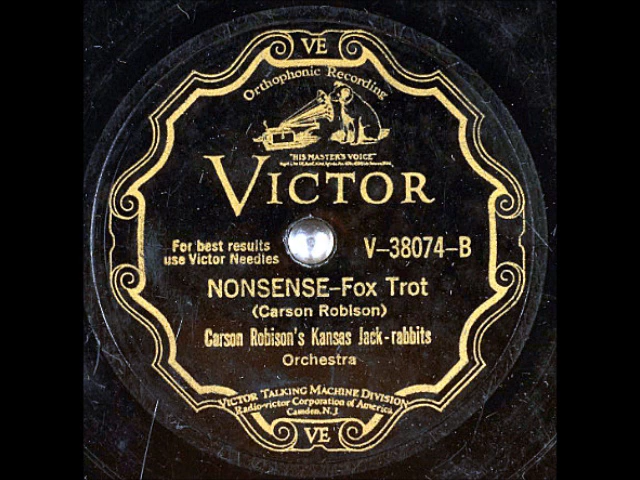 VE
Orthophonic Recording
"HIS MASTER'S VOICE"
VICTOR
For best results
use Victor Needles
V-38074-B
NONSENSE-Fox Trot
(Carson Robison)
Carson Robison's Kansas Jack-rabbits
Orchestra
VICTOR TALKING MACHINE DIVISION
Radio-Victor Corporation of America
Camden, N.J.
VE